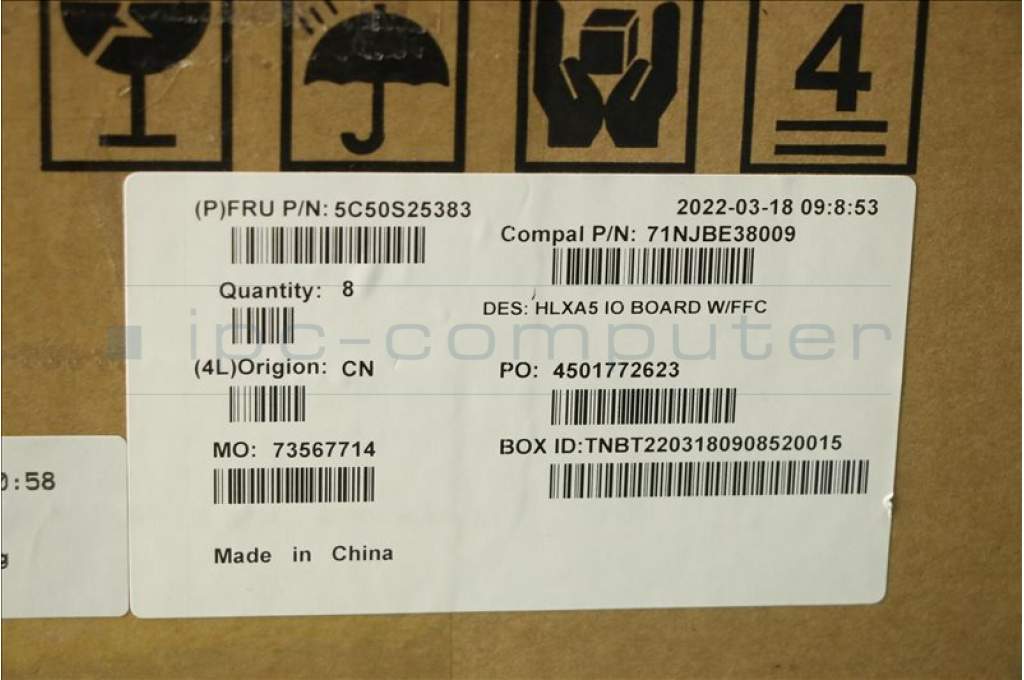 4
(P)FRU P/N: 5C50S25383
2022-03-18 09:8:53
Compal P/N: 71NJBE38009
Quantity: 8
DES: HLXA5 IO BOARD W/FFC
ipc-computer
(4L)Origion: CN
PO: 4501772623
MO: 73567714
BOX ID:TNBT2203180908520015
:58
Made in China